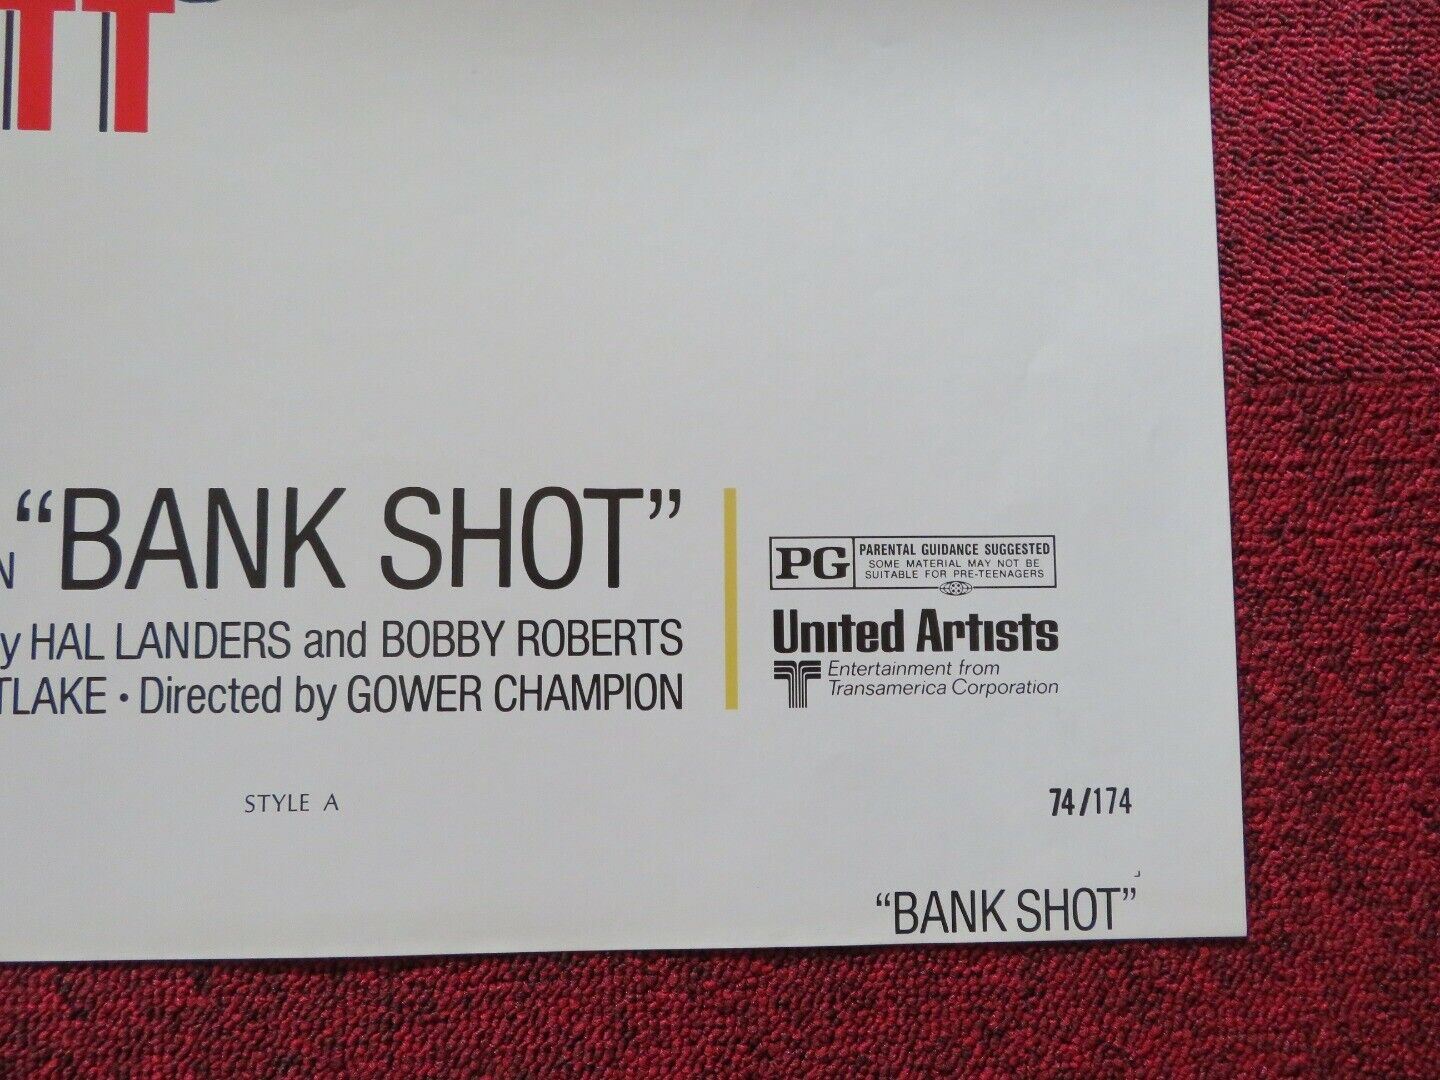 TT
"BANK SHOT"
N
y HAL LANDERS and BOBBY ROBERTS
TLAKE · Directed by GOWER CHAMPION
PG
PARENTAL GUIDANCE SUGGESTED
SOME MATERIAL MAY NOT BE
SUITABLE FOR PRE-TEENAGERS
United Artists
Entertainment from
Transamerica Corporation
STYLE A
74/174
"BANK SHOT"